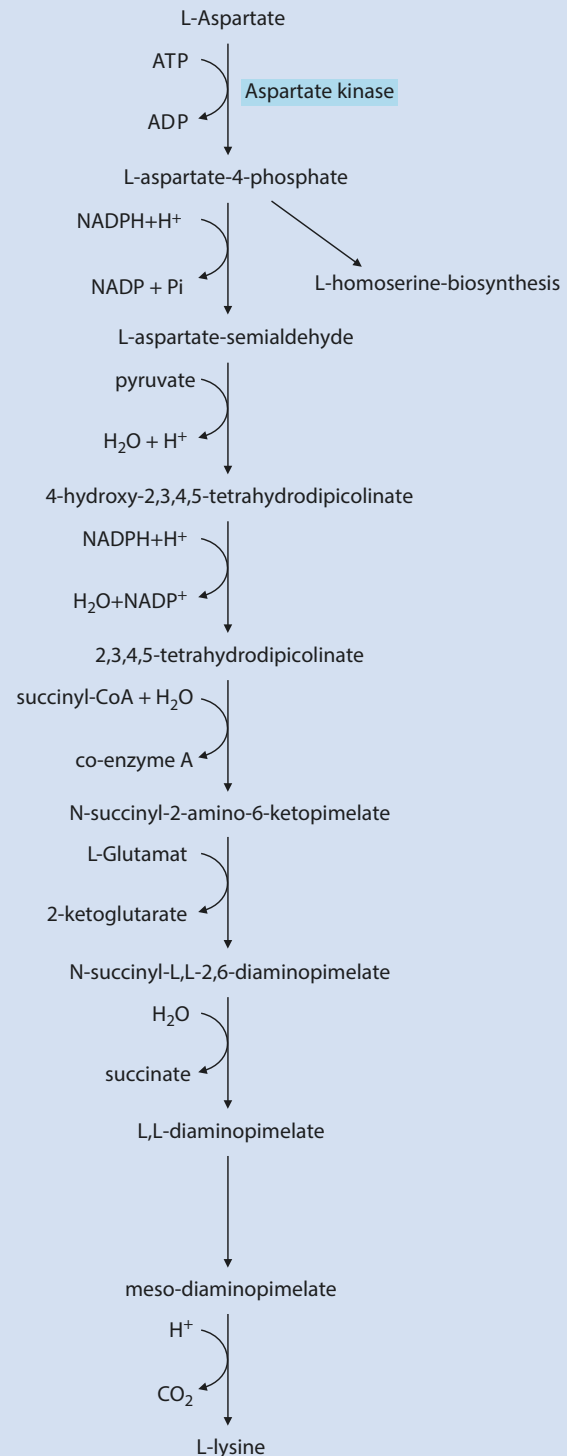 L-Aspartate
ATP
Aspartate kinase
ADP
L-aspartate-4-phosphate
NADPH+H⁺
NADP + Pi
L-homoserine-biosynthesis
L-aspartate-semialdehyde
pyruvate
H₂O + H⁺
4-hydroxy-2,3,4,5-tetrahydrodipicolinate
NADPH+H⁺
H₂O+NADP⁺
2,3,4,5-tetrahydrodipicolinate
succinyl-CoA + H₂O
co-enzyme A
N-succinyl-2-amino-6-ketopimelate
L-Glutamat
2-ketoglutarate
N-succinyl-L,L-2,6-diaminopimelate
H₂O
succinate
L,L-diaminopimelate
meso-diaminopimelate
H⁺
CO₂
L-lysine